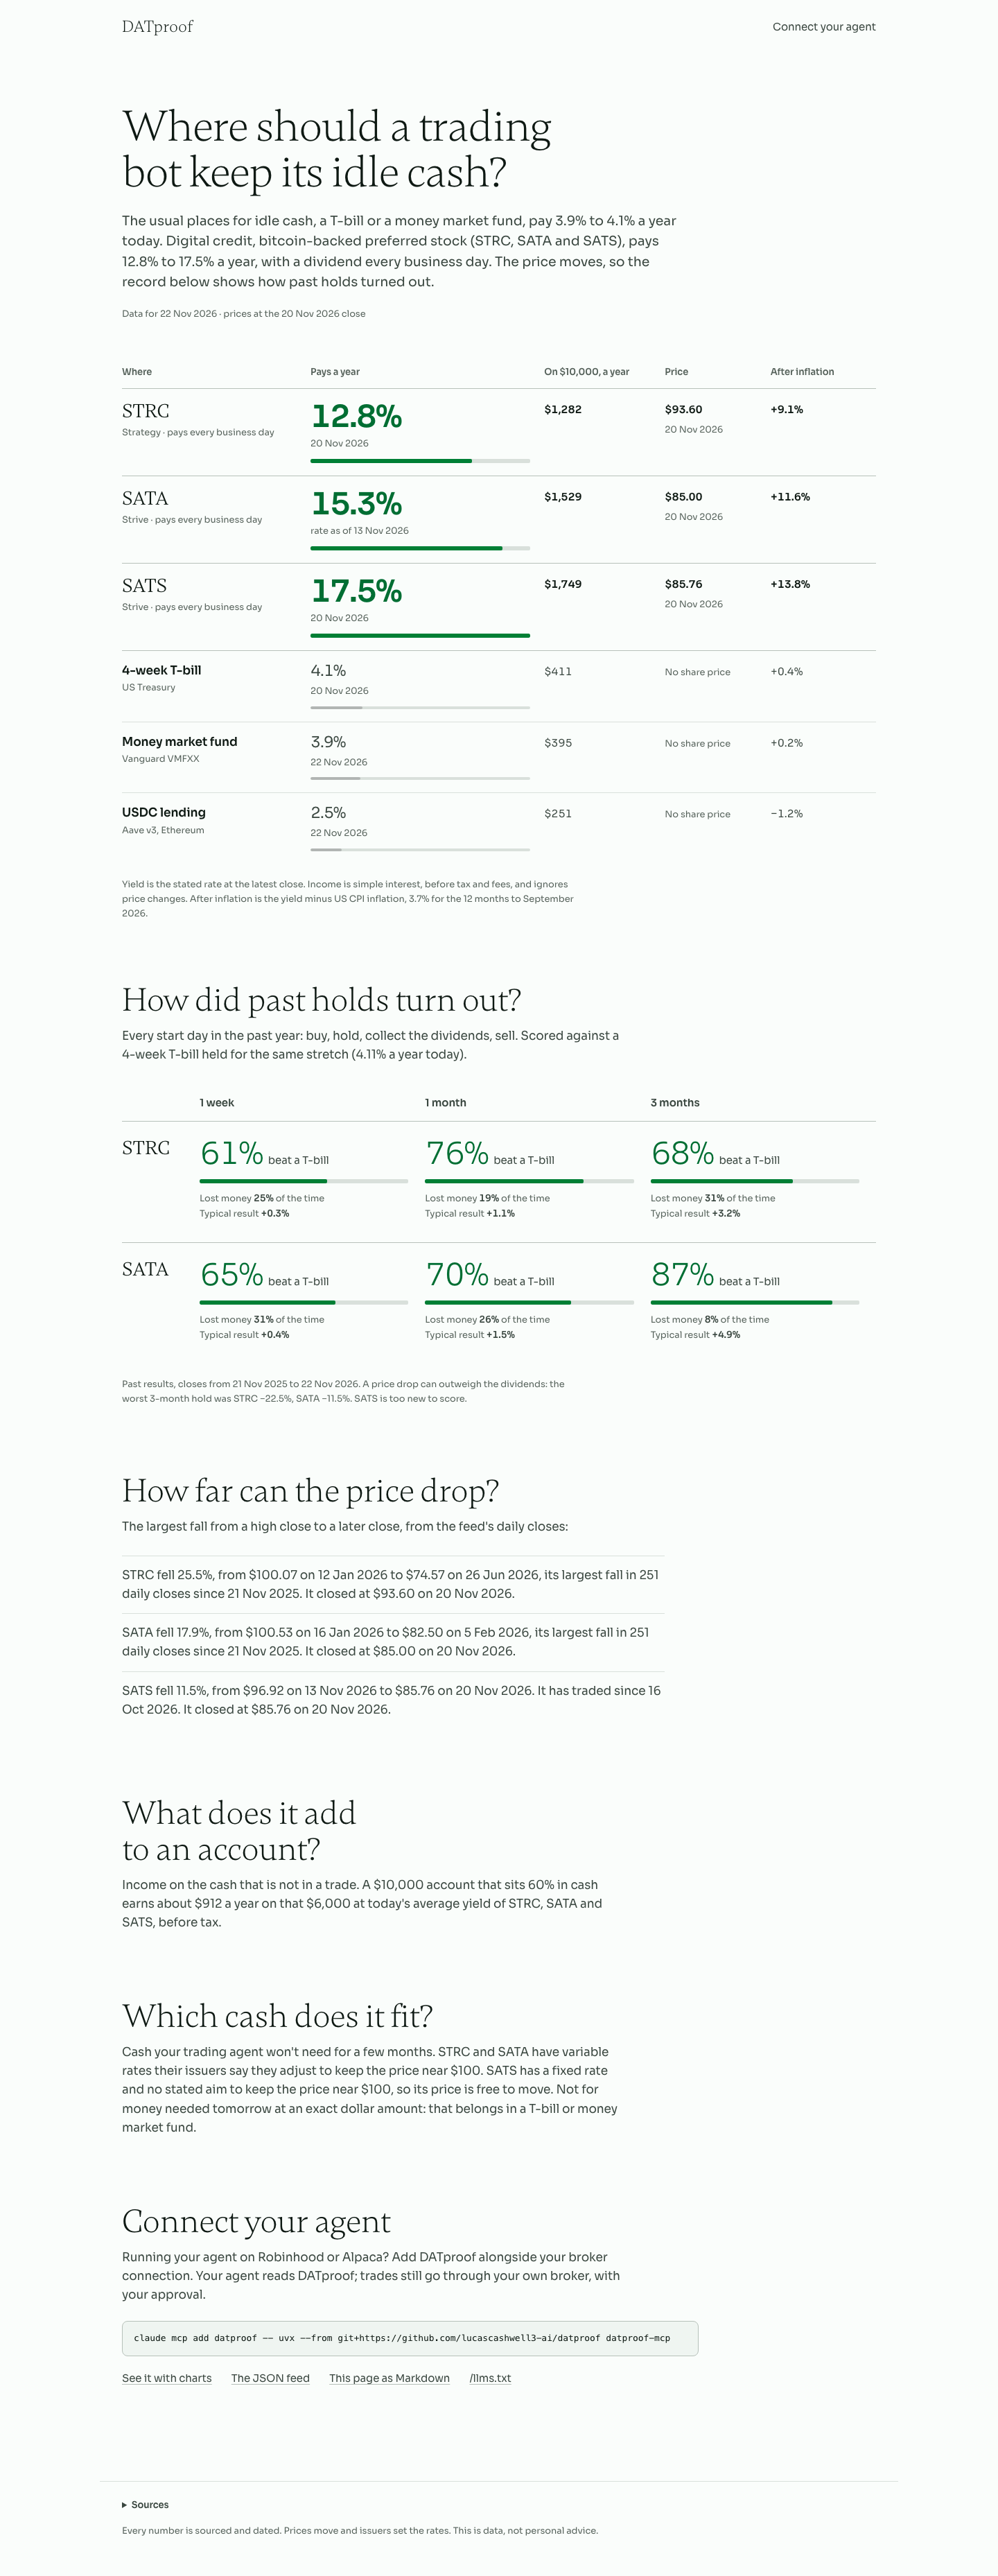 DATproof
Connect your agent
Where should a trading
bot keep its idle cash?
The usual places for idle cash, a T-bill or a money market fund, pay 3.9% to 4.1% a year
today. Digital credit, bitcoin-backed preferred stock (STRC, SATA and SATS), pays
12.8% to 17.5% a year, with a dividend every business day. The price moves, so the
record below shows how past holds turned out.
Data for 22 Nov 2026 · prices at the 20 Nov 2026 close
Where
Pays a year
On $10,000, a year
Price
After inflation
STRC
Strategy · pays every business day
12.8%
20 Nov 2026
$1,282
$93.60
20 Nov 2026
+9.1%
SATA
Strive · pays every business day
15.3%
rate as of 13 Nov 2026
$1,529
$85.00
20 Nov 2026
+11.6%
SATS
Strive · pays every business day
17.5%
20 Nov 2026
$1,749
$85.76
20 Nov 2026
+13.8%
4-week T-bill
US Treasury
4.1%
20 Nov 2026
$411
No share price
+0.4%
Money market fund
Vanguard VMFXX
3.9%
22 Nov 2026
$395
No share price
+0.2%
USDC lending
Aave v3, Ethereum
2.5%
22 Nov 2026
$251
No share price
−1.2%
Yield is the stated rate at the latest close. Income is simple interest, before tax and fees, and ignores
price changes. After inflation is the yield minus US CPI inflation, 3.7% for the 12 months to September
2026.
How did past holds turn out?
Every start day in the past year: buy, hold, collect the dividends, sell. Scored against a
4-week T-bill held for the same stretch (4.11% a year today).
1 week
1 month
3 months
STRC
61% beat a T-bill
Lost money 25% of the time
Typical result +0.3%
76% beat a T-bill
Lost money 19% of the time
Typical result +1.1%
68% beat a T-bill
Lost money 31% of the time
Typical result +3.2%
SATA
65% beat a T-bill
Lost money 31% of the time
Typical result +0.4%
70% beat a T-bill
Lost money 26% of the time
Typical result +1.5%
87% beat a T-bill
Lost money 8% of the time
Typical result +4.9%
Past results, closes from 21 Nov 2025 to 22 Nov 2026. A price drop can outweigh the dividends: the
worst 3-month hold was STRC −22.5%, SATA −11.5%. SATS is too new to score.
How far can the price drop?
The largest fall from a high close to a later close, from the feed's daily closes:
STRC fell 25.5%, from $100.07 on 12 Jan 2026 to $74.57 on 26 Jun 2026, its largest fall in 251
daily closes since 21 Nov 2025. It closed at $93.60 on 20 Nov 2026.
SATA fell 17.9%, from $100.53 on 16 Jan 2026 to $82.50 on 5 Feb 2026, its largest fall in 251
daily closes since 21 Nov 2025. It closed at $85.00 on 20 Nov 2026.
SATS fell 11.5%, from $96.92 on 13 Nov 2026 to $85.76 on 20 Nov 2026. It has traded since 16
Oct 2026. It closed at $85.76 on 20 Nov 2026.
What does it add
to an account?
Income on the cash that is not in a trade. A $10,000 account that sits 60% in cash
earns about $912 a year on that $6,000 at today's average yield of STRC, SATA and
SATS, before tax.
Which cash does it fit?
Cash your trading agent won't need for a few months. STRC and SATA have variable
rates their issuers say they adjust to keep the price near $100. SATS has a fixed rate
and no stated aim to keep the price near $100, so its price is free to move. Not for
money needed tomorrow at an exact dollar amount: that belongs in a T-bill or money
market fund.
Connect your agent
Running your agent on Robinhood or Alpaca? Add DATproof alongside your broker
connection. Your agent reads DATproof; trades still go through your own broker, with
your approval.
claude mcp add datproof -- uvx --from git+https://github.com/lucascashwell3-ai/datproof datproof-mcp
See it with charts
The JSON feed
This page as Markdown
/llms.txt
▸ Sources
Every number is sourced and dated. Prices move and issuers set the rates. This is data, not personal advice.